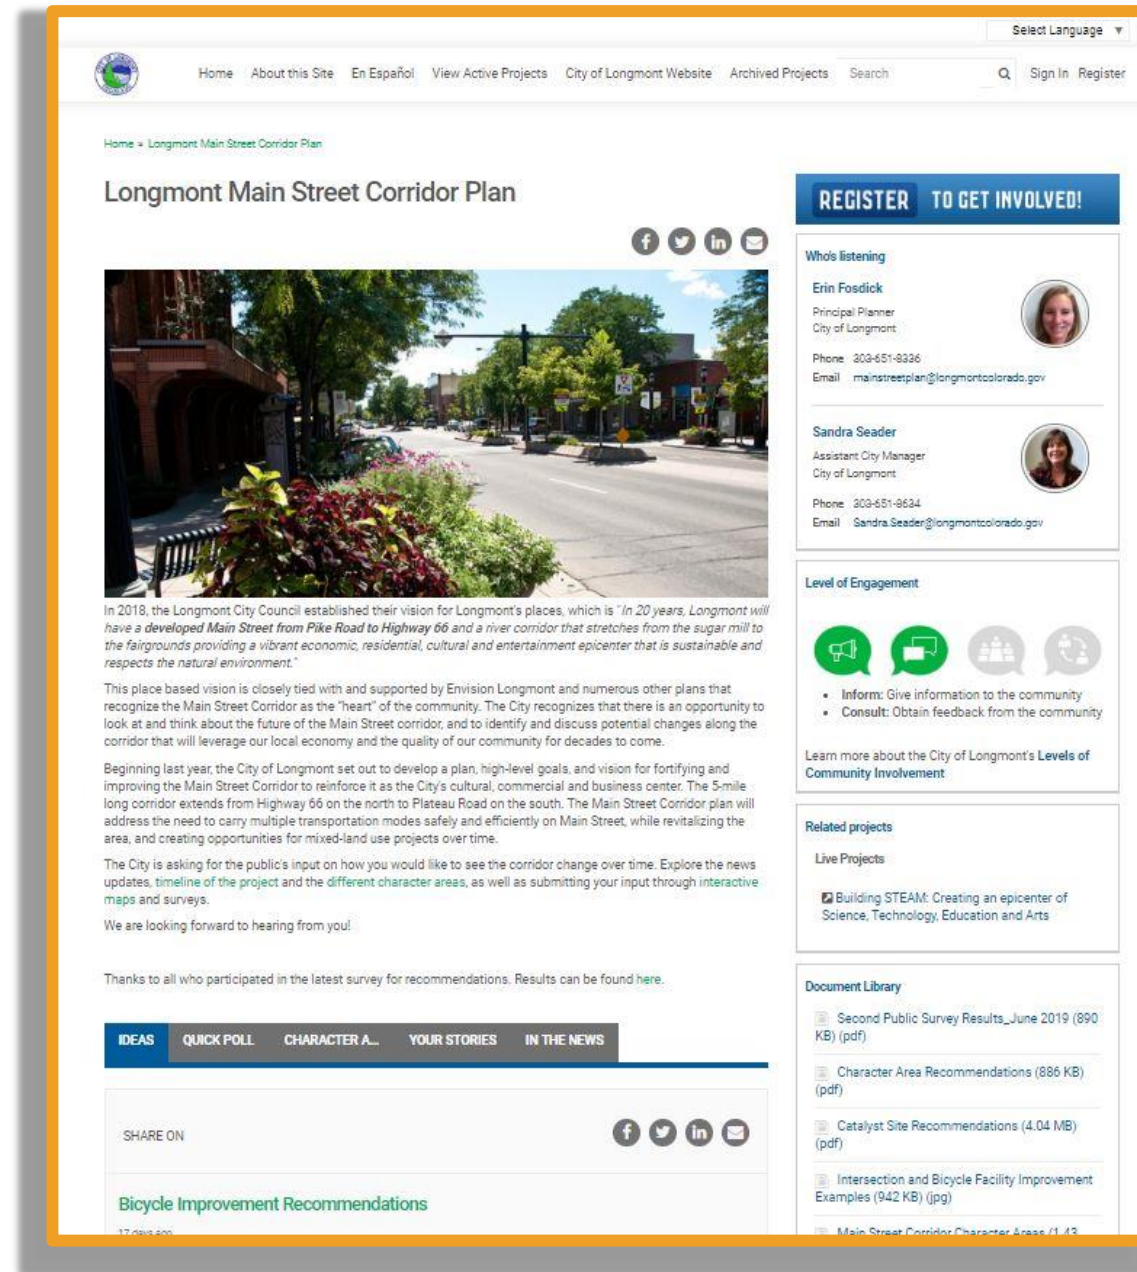 Select Language ▼
Home About this Site En Español View Active Projects City of Longmont Website Archived Projects Search Sign In Register
Home » Longmont Main Street Corridor Plan
Longmont Main Street Corridor Plan
In 2018, the Longmont City Council established their vision for Longmont's places, which is "In 20 years, Longmont will
have a developed Main Street from Pike Road to Highway 66 and a river corridor that stretches from the sugar mill to
the fairgrounds providing a vibrant economic, residential, cultural and entertainment epicenter that is sustainable and
respects the natural environment."
This place based vision is closely tied with and supported by Envision Longmont and numerous other plans that
recognize the Main Street Corridor as the "heart" of the community. The City recognizes that there is an opportunity to
look at and think about the future of the Main Street corridor, and to identify and discuss potential changes along the
corridor that will leverage our local economy and the quality of our community for decades to come.
Beginning last year, the City of Longmont set out to develop a plan, high-level goals, and vision for fortifying and
improving the Main Street Corridor to reinforce it as the City's cultural, commercial and business center. The 5-mile
long corridor extends from Highway 66 on the north to Plateau Road on the south. The Main Street Corridor plan will
address the need to carry multiple transportation modes safely and efficiently on Main Street, while revitalizing the
area, and creating opportunities for mixed-land use projects over time.
The City is asking for the public's input on how you would like to see the corridor change over time. Explore the news
updates, timeline of the project and the different character areas, as well as submitting your input through interactive
maps and surveys.
We are looking forward to hearing from you!
Thanks to all who participated in the latest survey for recommendations. Results can be found here.
IDEAS QUICK POLL CHARACTER A... YOUR STORIES IN THE NEWS
SHARE ON
Bicycle Improvement Recommendations
17 days ago
REGISTER TO GET INVOLVED!
Who's listening
Erin Fosdick
Principal Planner
City of Longmont
Phone 303-651-8336
Email mainstreetplan@longmontcolorado.gov
Sandra Seader
Assistant City Manager
City of Longmont
Phone 303-651-8634
Email Sandra.Seader@longmontcolorado.gov
Level of Engagement
• Inform: Give information to the community
• Consult: Obtain feedback from the community
Learn more about the City of Longmont's Levels of
Community Involvement
Related projects
Live Projects
Building STEAM: Creating an epicenter of
Science, Technology, Education and Arts
Document Library
Second Public Survey Results_June 2019 (890
KB) (pdf)
Character Area Recommendations (886 KB)
(pdf)
Catalyst Site Recommendations (4.04 MB)
(pdf)
Intersection and Bicycle Facility Improvement
Examples (942 KB) (jpg)
Main Street Corridor Character Areas (1.43